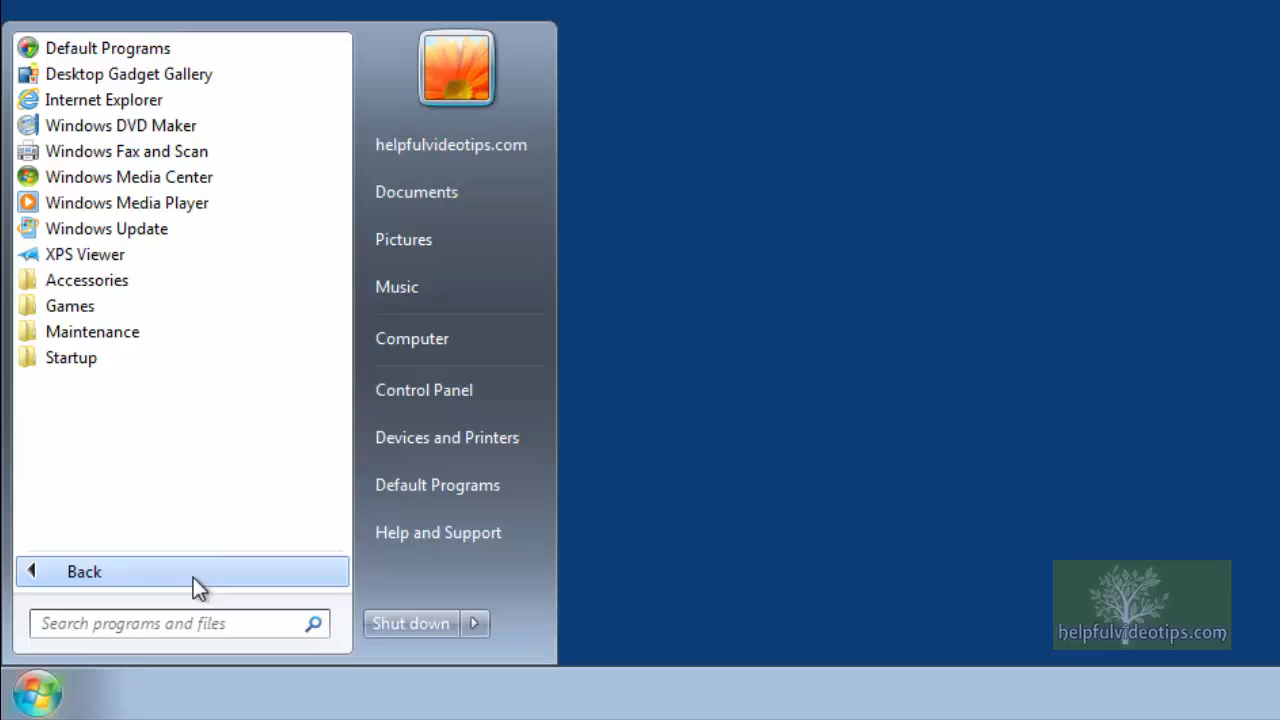 Default Programs
Desktop Gadget Gallery
Internet Explorer
Windows DVD Maker
Windows Fax and Scan
Windows Media Center
Windows Media Player
Windows Update
XPS Viewer
Accessories
Games
Maintenance
Startup
Back
Search programs and files
helpfulvideotips.com
Documents
Pictures
Music
Computer
Control Panel
Devices and Printers
Default Programs
Help and Support
Shut down
helpfulvideotips.com